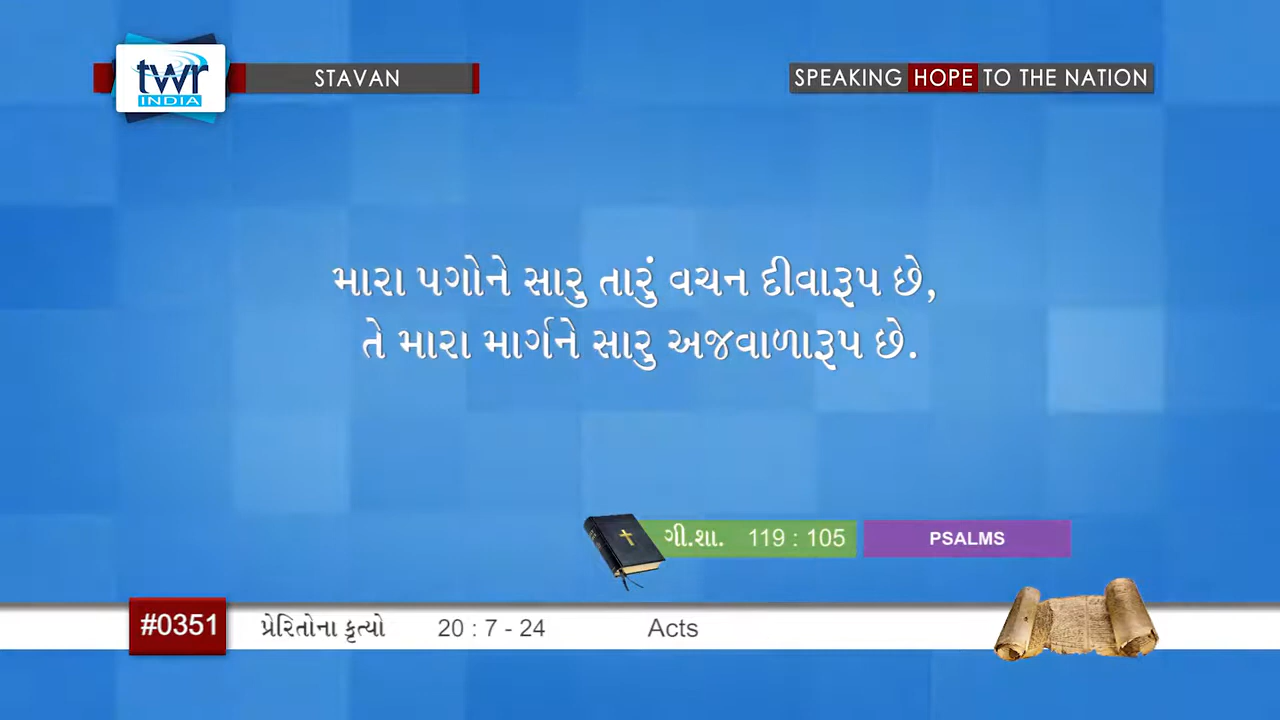 twr
INDIA
STAVAN
SPEAKING HOPE TO THE NATION
મારા પગોને સારુ તારું વચન દીવારૂપ છે,
તે મારા માર્ગને સારુ અજવાળારૂપ છે.
ગી.શા. 119 : 105
PSALMS
#0351
પ્રેરિતોના કૃત્યો 20 : 7 - 24 Acts